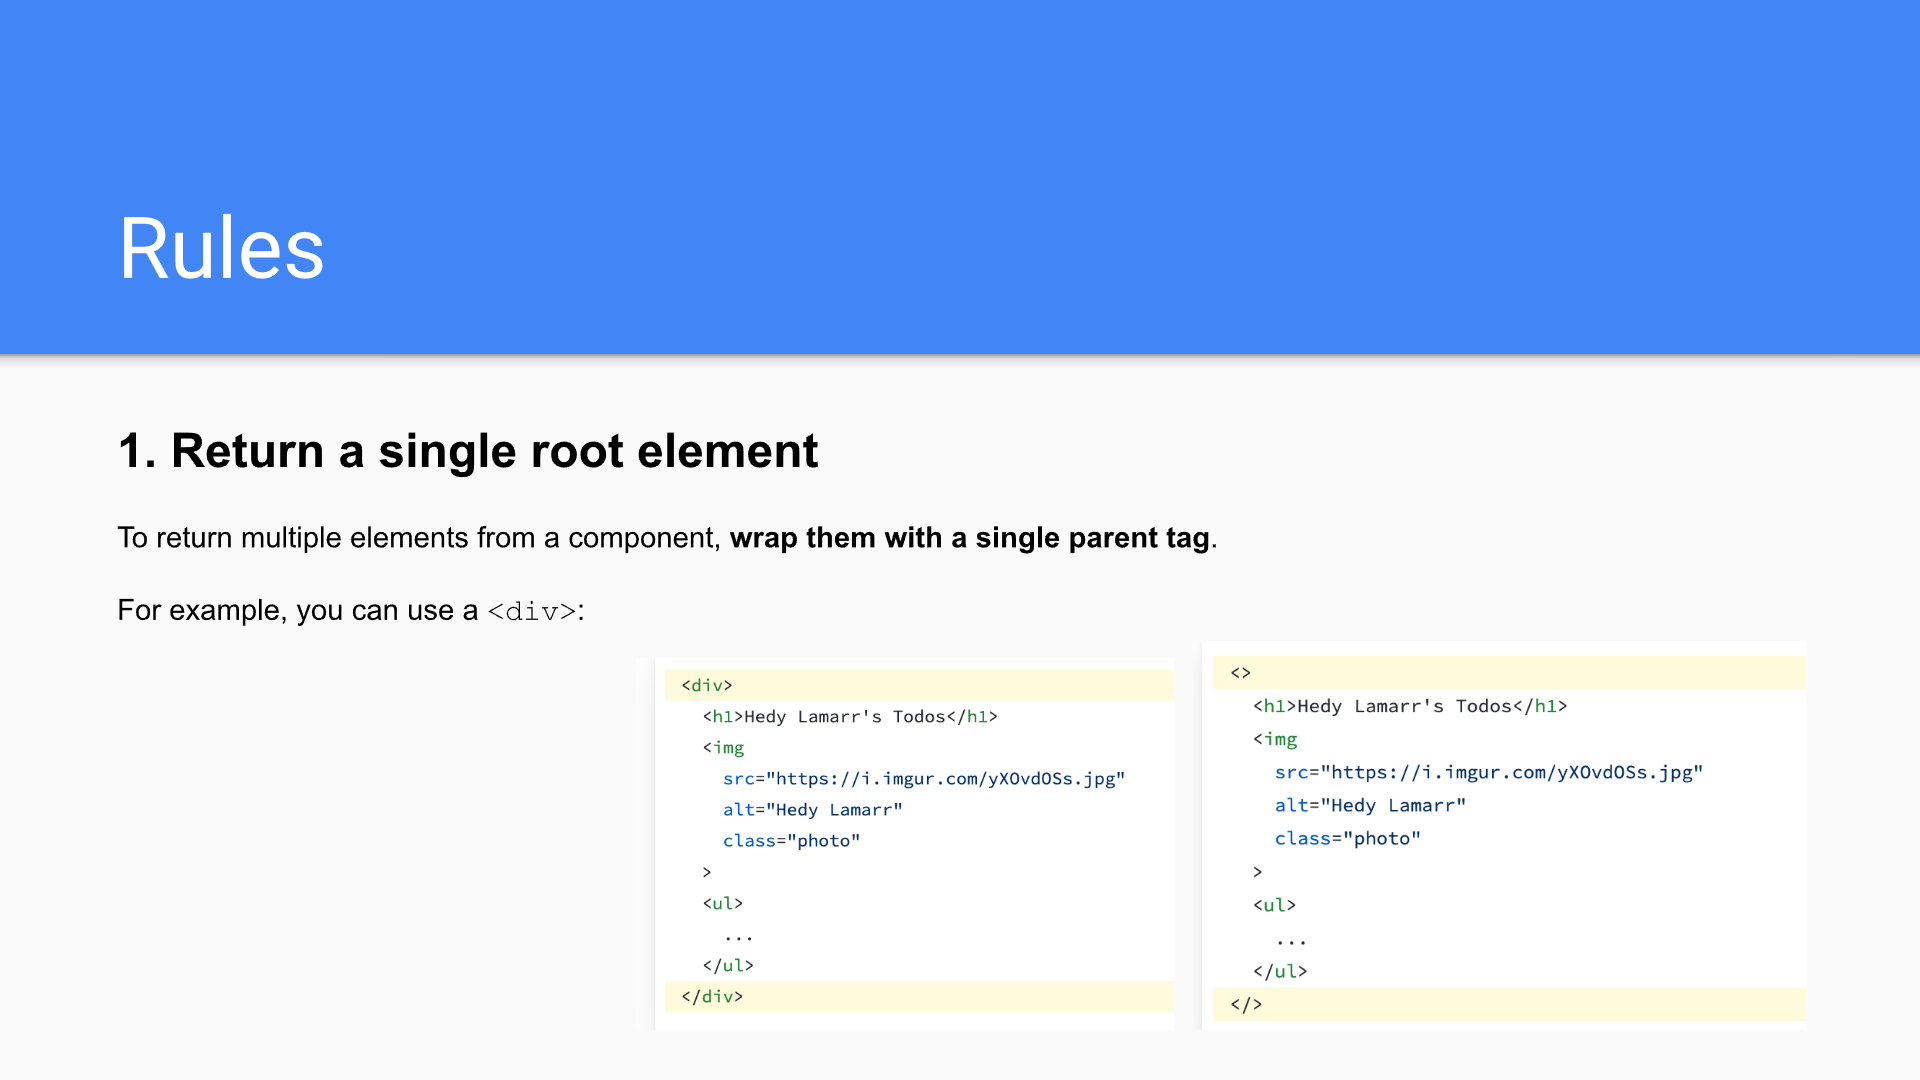 Rules
1. Return a single root element
To return multiple elements from a component, wrap them with a single parent tag.
For example, you can use a <div>:
<div>
<h1>Hedy Lamarr's Todos</h1>
<img
src="https://i.imgur.com/yXOvdOSs.jpg"
alt="Hedy Lamarr"
class="photo"
>
<ul>
...
</ul>
</div>
<>
<h1>Hedy Lamarr's Todos</h1>
<img
src="https://i.imgur.com/yXOvdOSs.jpg"
alt="Hedy Lamarr"
class="photo"
>
<ul>
...
</ul>
</>